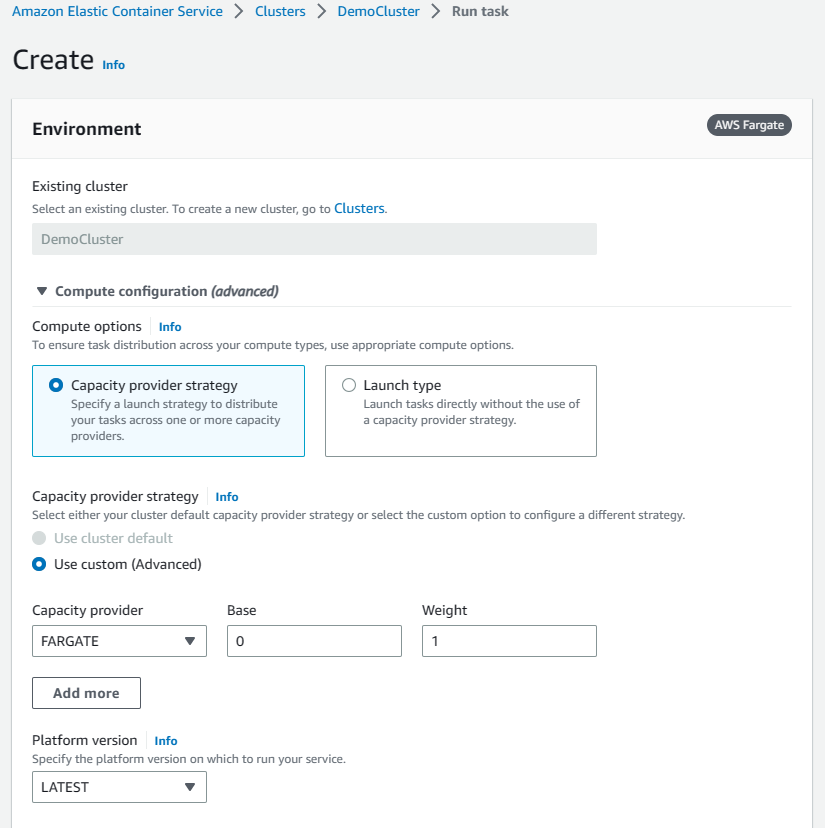 Amazon Elastic Container Service > Clusters > DemoCluster > Run task
Create Info
Environment AWS Fargate
Existing cluster
Select an existing cluster. To create a new cluster, go to Clusters.
DemoCluster
Compute configuration (advanced)
Compute options Info
To ensure task distribution across your compute types, use appropriate compute options.
Capacity provider strategy
Specify a launch strategy to distribute
your tasks across one or more capacity
providers.
Launch type
Launch tasks directly without the use of
a capacity provider strategy.
Capacity provider strategy Info
Select either your cluster default capacity provider strategy or select the custom option to configure a different strategy.
Use cluster default
Use custom (Advanced)
Capacity provider Base Weight
FARGATE 0 1
Add more
Platform version Info
Specify the platform version on which to run your service.
LATEST